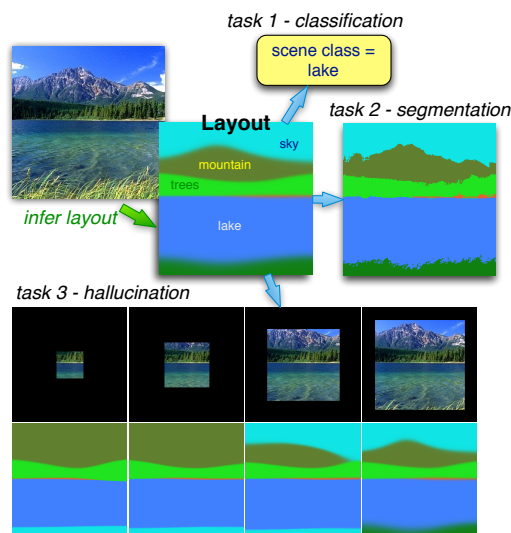 task 1 - classification
scene class =
lake
task 2 - segmentation
Layout
sky
mountain
trees
lake
infer layout
task 3 - hallucination